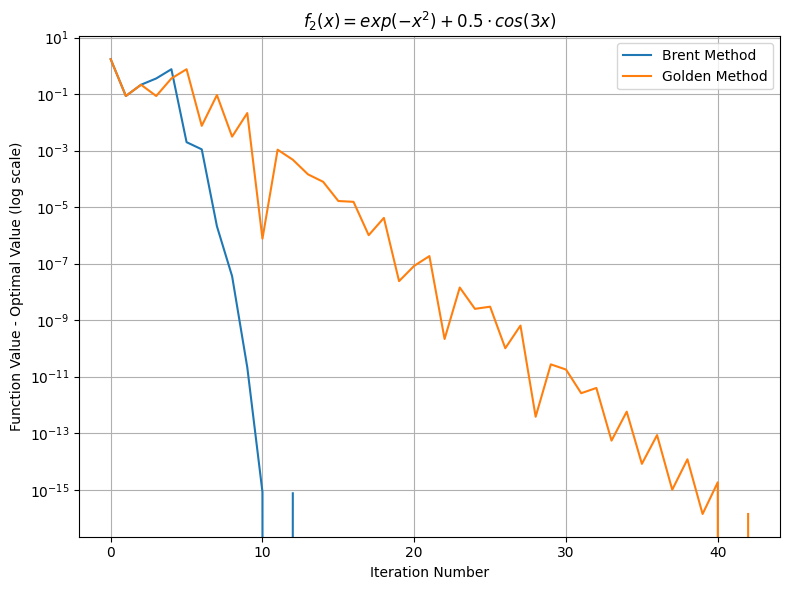 f₂(x) = exp(−x²) + 0.5 · cos(3x)
Brent Method
Golden Method
Function Value - Optimal Value (log scale)
10¹
10⁻¹
10⁻³
10⁻⁵
10⁻⁷
10⁻⁹
10⁻¹¹
10⁻¹³
10⁻¹⁵
0 10 20 30 40
Iteration Number